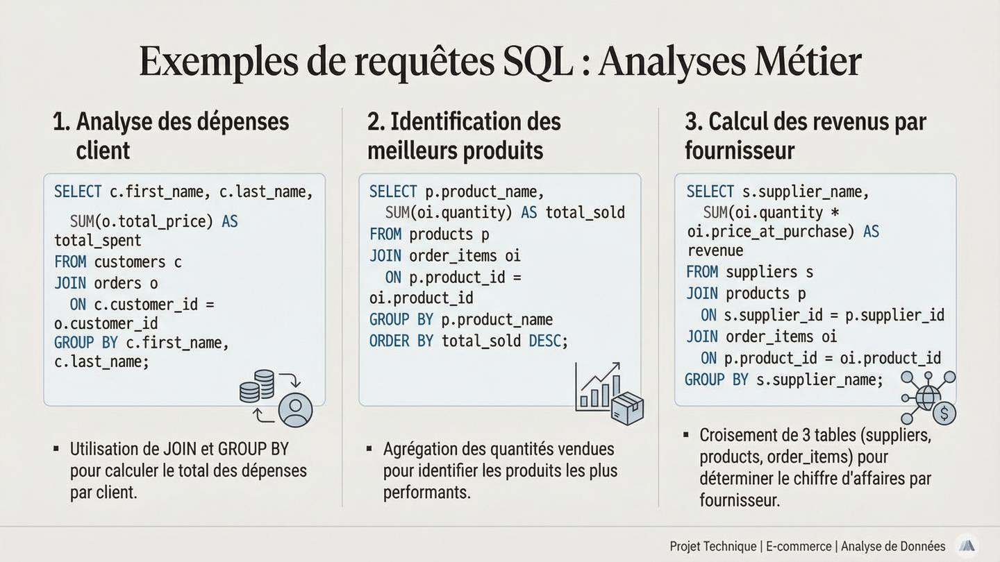 Exemples de requêtes SQL : Analyses Métier
1. Analyse des dépenses
client
SELECT c.first_name, c.last_name,
SUM(o.total_price) AS
total_spent
FROM customers c
JOIN orders o
ON c.customer_id =
o.customer_id
GROUP BY c.first_name,
c.last_name;
▪ Utilisation de JOIN et GROUP BY
pour calculer le total des dépenses
par client.
2. Identification des
meilleurs produits
SELECT p.product_name,
SUM(oi.quantity) AS total_sold
FROM products p
JOIN order_items oi
ON p.product_id =
oi.product_id
GROUP BY p.product_name
ORDER BY total_sold DESC;
▪ Agrégation des quantités vendues
pour identifier les produits les plus
performants.
3. Calcul des revenus par
fournisseur
SELECT s.supplier_name,
SUM(oi.quantity *
oi.price_at_purchase) AS
revenue
FROM suppliers s
JOIN products p
ON s.supplier_id = p.supplier_id
JOIN order_items oi
ON p.product_id = oi.product_id
GROUP BY s.supplier_name;
$
▪ Croisement de 3 tables (suppliers,
products, order_items) pour
déterminer le chiffre d'affaires par
fournisseur.
Projet Technique | E-commerce | Analyse de Données